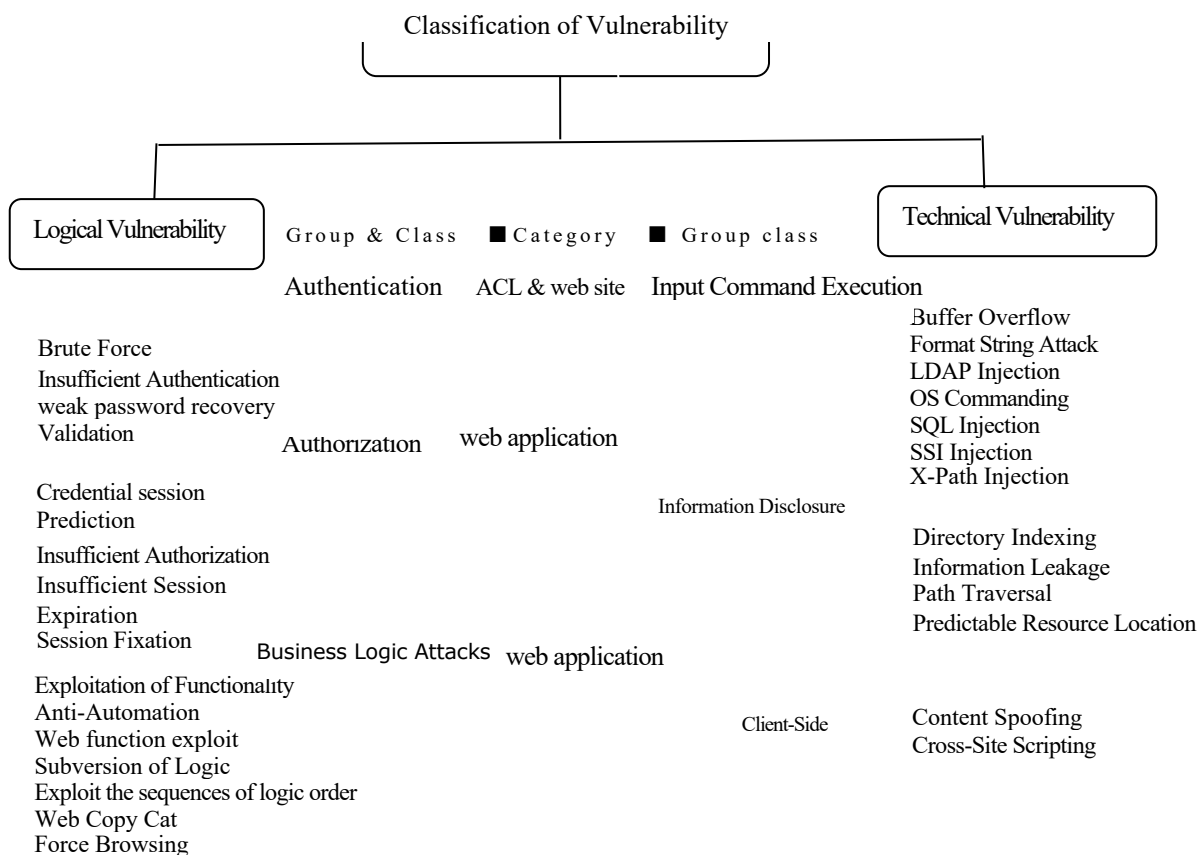 Classification of Vulnerability
Logical Vulnerability
Group & Class ■ Category ■ Group class
Technical Vulnerability
Authentication ACL & web site Input Command Execution
Brute Force
Insufficient Authentication
weak password recovery
Validation
Authorization web application
Credential session
Prediction
Insufficient Authorization
Insufficient Session
Expiration
Session Fixation
Business Logic Attacks web application
Exploitation of Functionality
Anti-Automation
Web function exploit
Subversion of Logic
Exploit the sequences of logic order
Web Copy Cat
Force Browsing
Buffer Overflow
Format String Attack
LDAP Injection
OS Commanding
SQL Injection
SSI Injection
X-Path Injection
Information Disclosure
Directory Indexing
Information Leakage
Path Traversal
Predictable Resource Location
Client-Side
Content Spoofing
Cross-Site Scripting